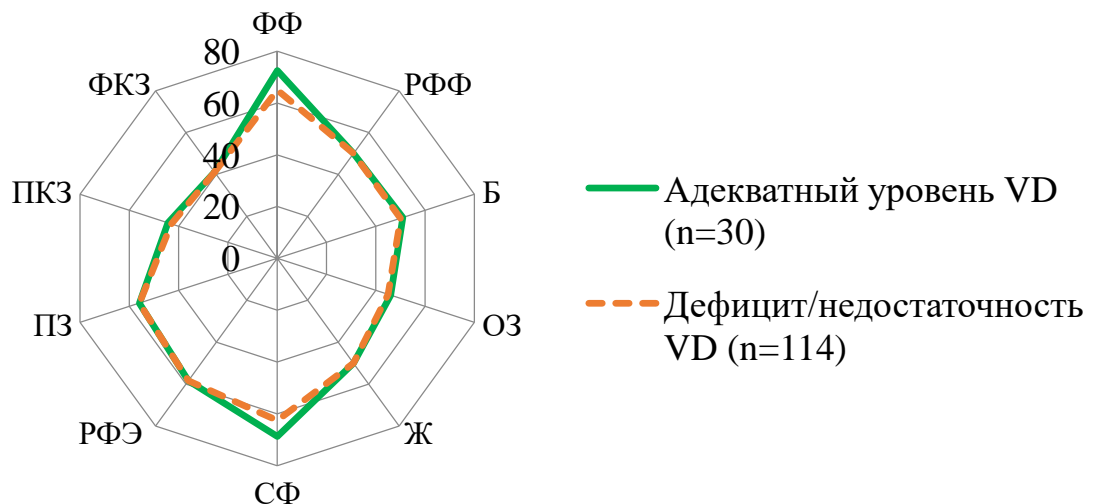 ФФ
РФФ
Б
ОЗ
Ж
СФ
РФЭ
ПЗ
ПКЗ
ФКЗ
80
60
40
20
0
Адекватный уровень VD
(n=30)
Дефицит/недостаточность
VD (n=114)